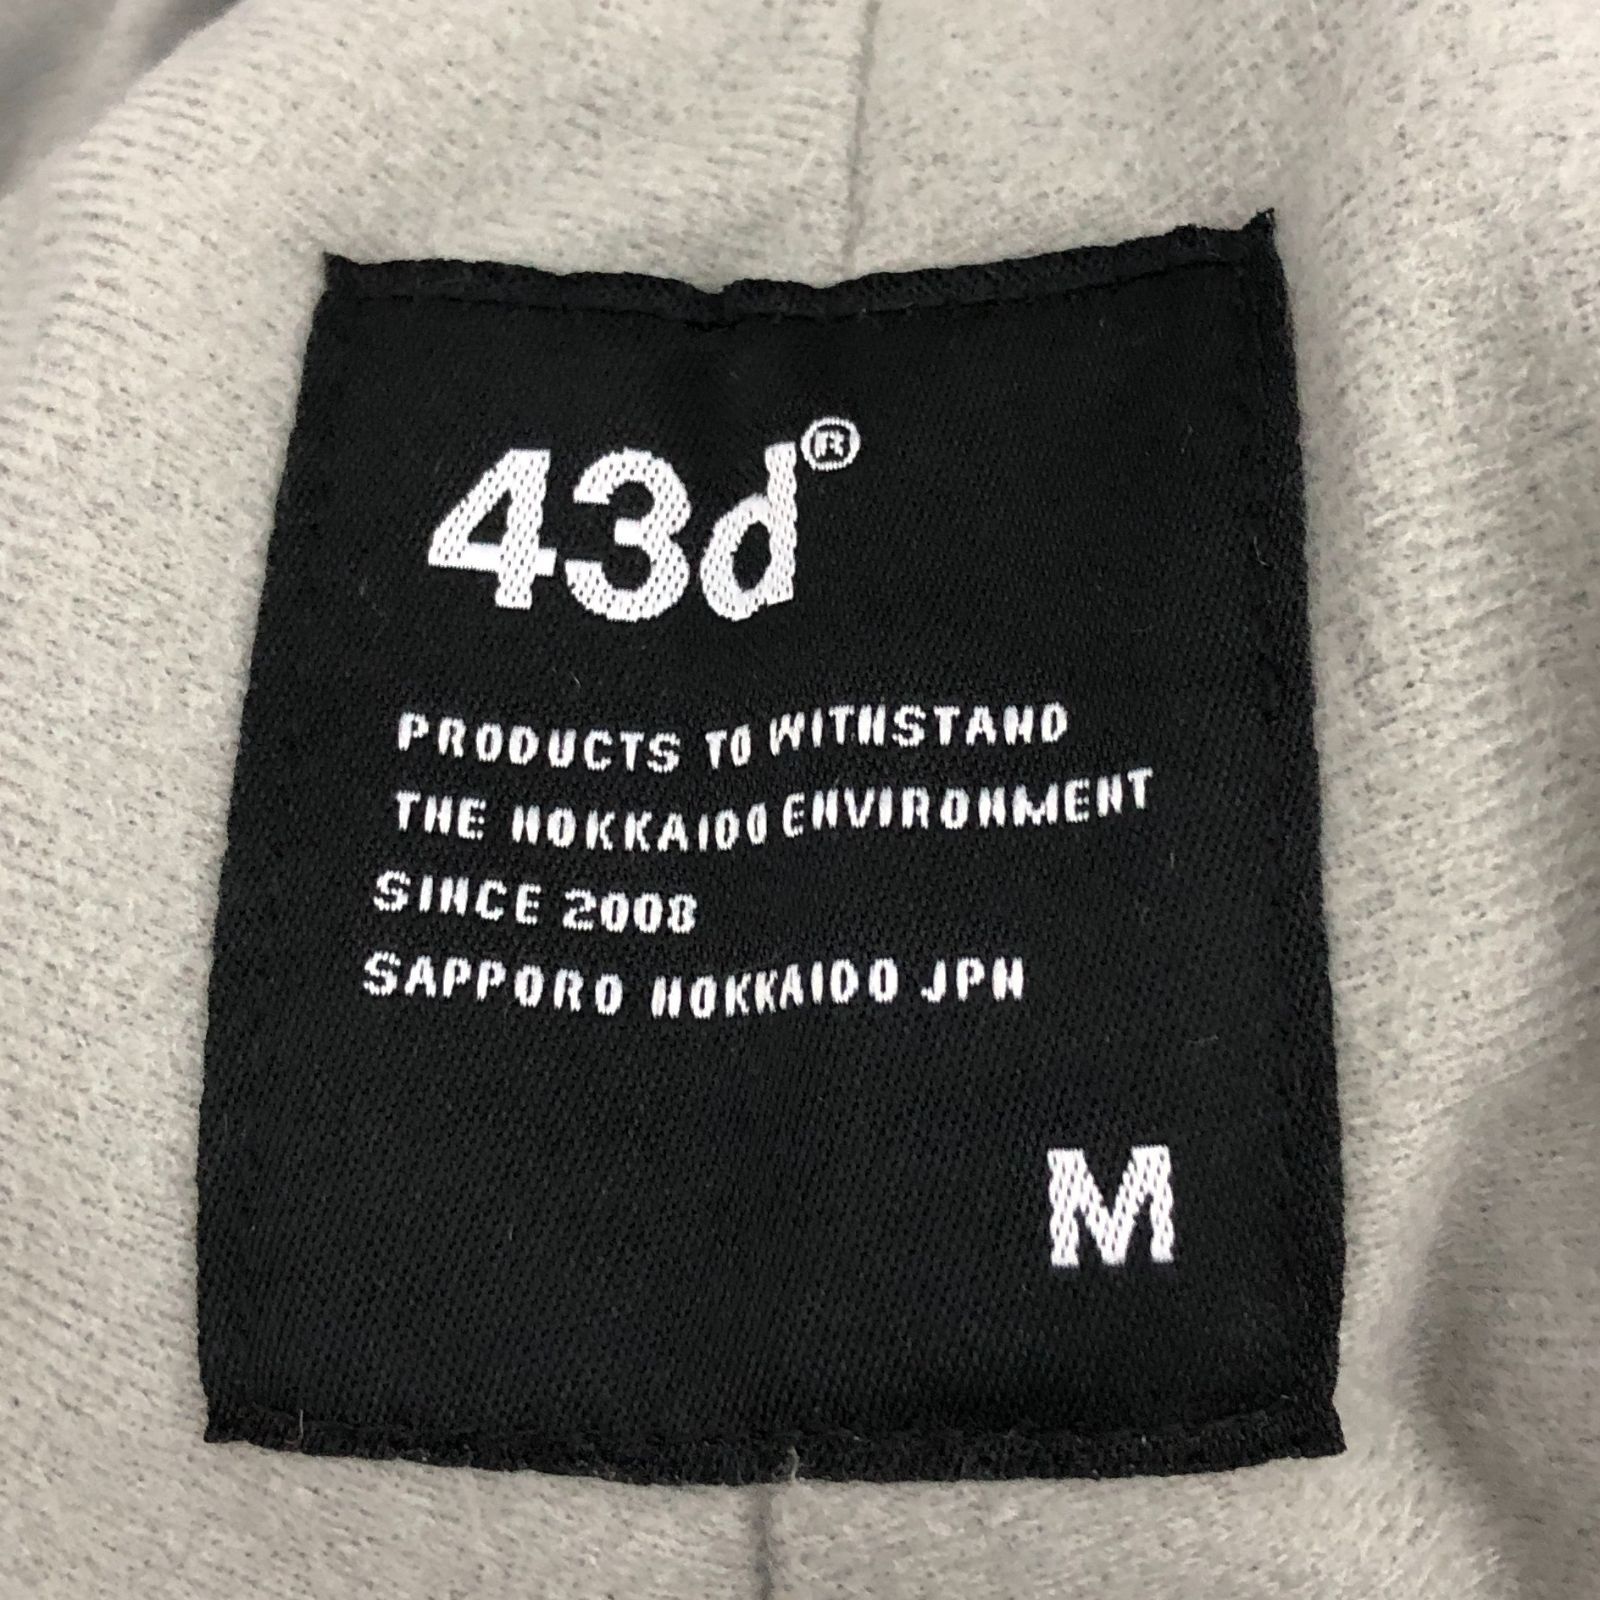 43d®
PRODUCTS TO WITHSTAND
THE HOKKAIDO ENVIRONMENT
SINCE 2008
SAPPORO HOKKAIDO JPN
M